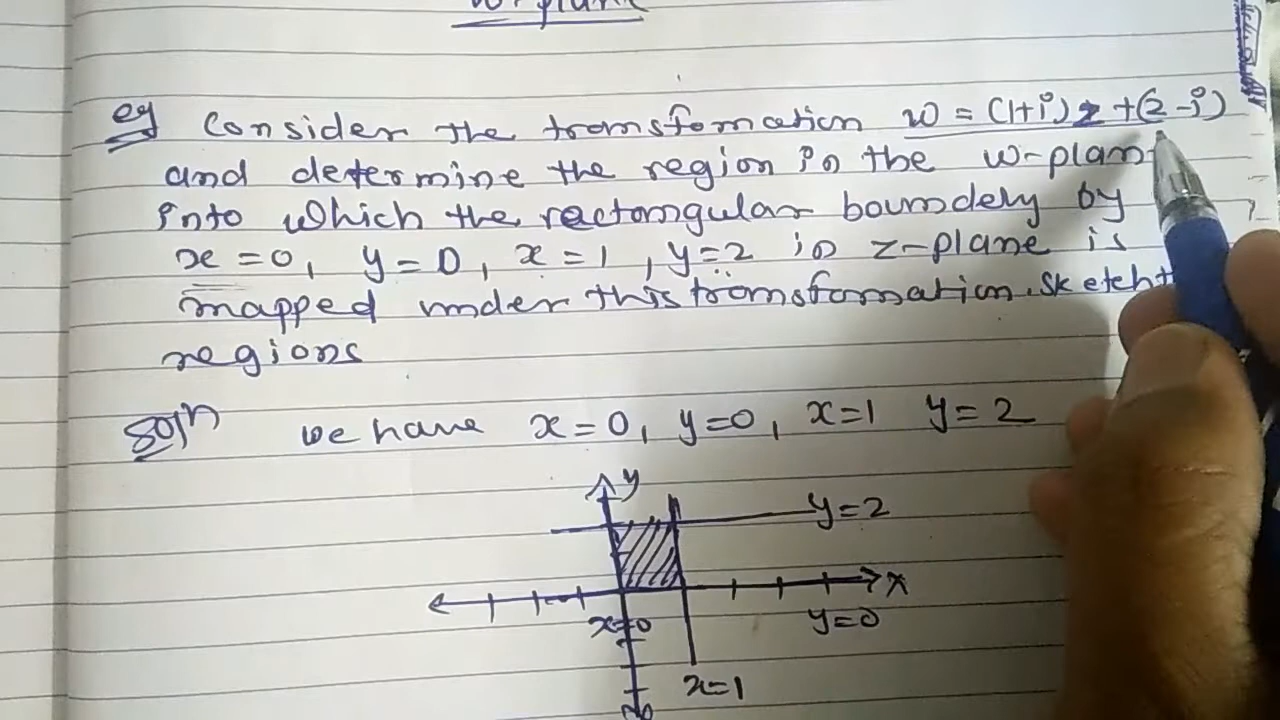 w-plane
eg Consider the transformation w = (1+i) z + (2-i)
and determine the region in the w-plan
into which the rectangular boundely by
x = 0, y = 0, x = 1, y = 2 in z-plane is
mapped under this transformation. sketch
regions
Soln we have x = 0, y = 0, x = 1 y = 2
y
y = 2
x
x=0
y=0
x=1